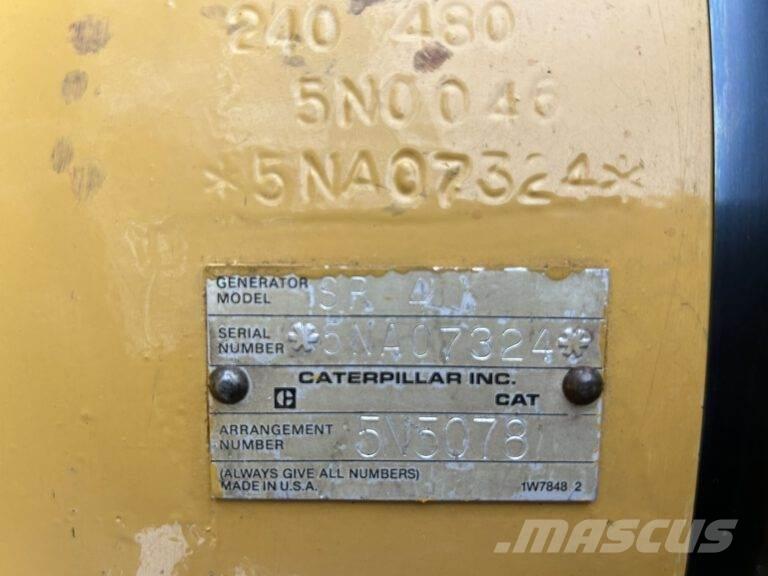 240 480
5N0046
*5NA07324*
GENERATOR MODEL SR 4
SERIAL NUMBER *5NA07324*
CATERPILLAR INC.
C CAT
ARRANGEMENT NUMBER 5V5078
(ALWAYS GIVE ALL NUMBERS)
MADE IN U.S.A. 1W7848 2
MASCUS